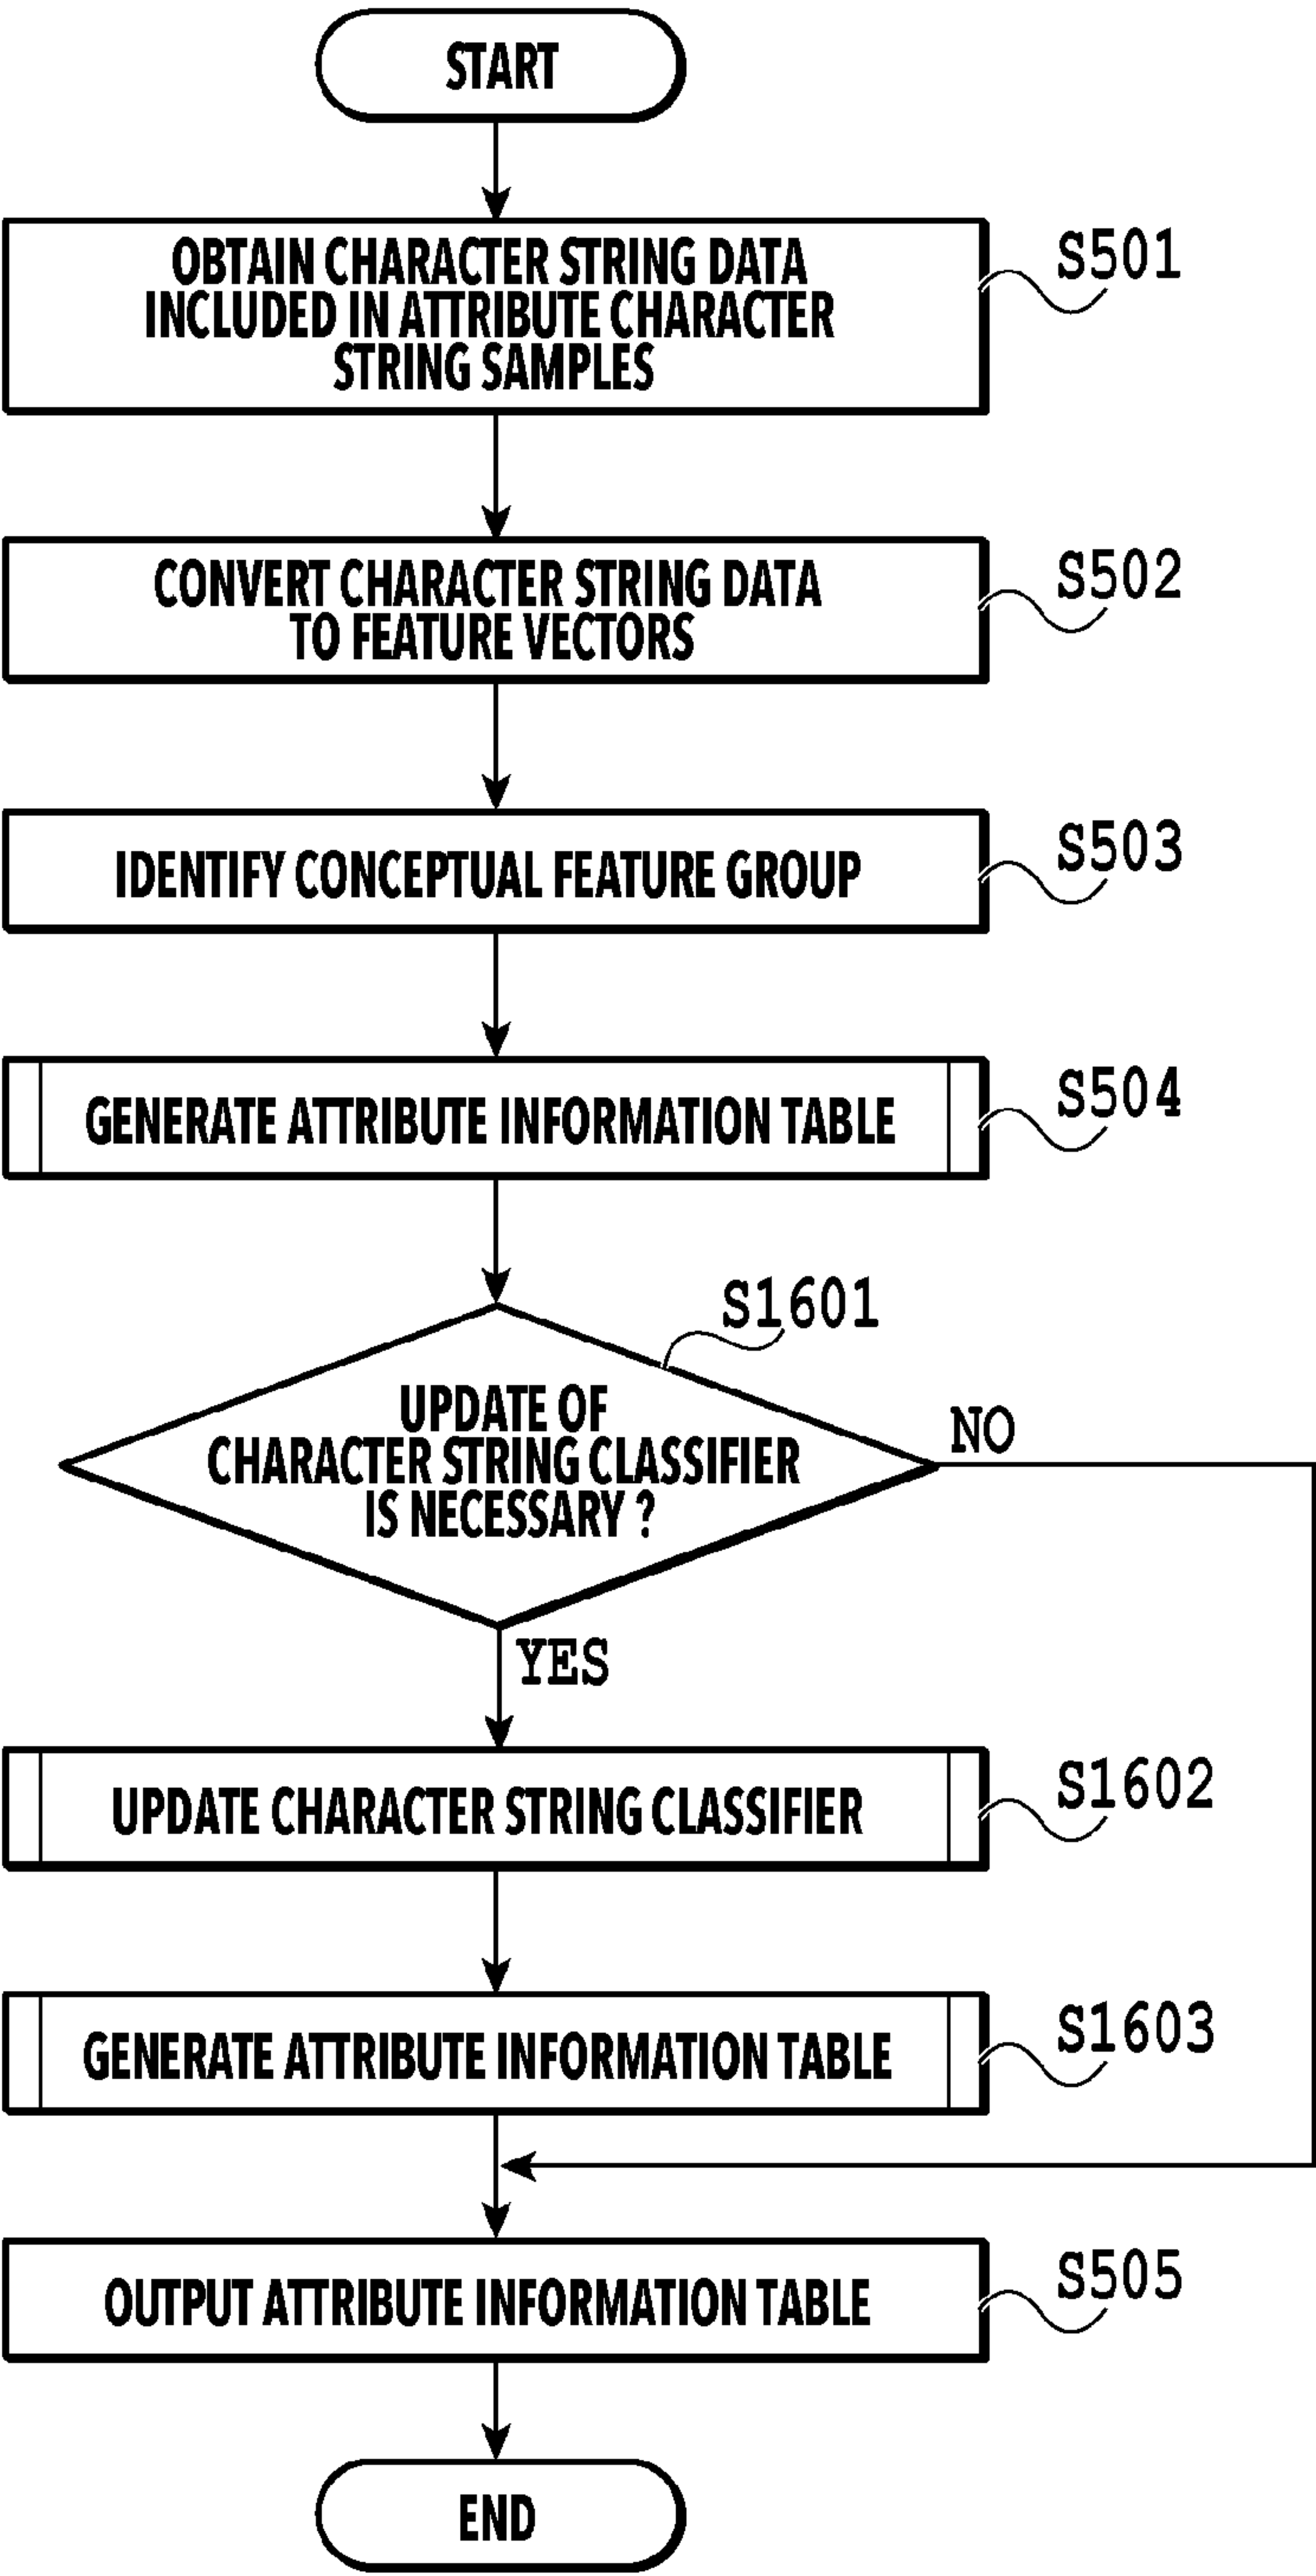 START
OBTAIN CHARACTER STRING DATA
INCLUDED IN ATTRIBUTE CHARACTER
STRING SAMPLES
S501
CONVERT CHARACTER STRING DATA
TO FEATURE VECTORS
S502
IDENTIFY CONCEPTUAL FEATURE GROUP
S503
GENERATE ATTRIBUTE INFORMATION TABLE
S504
S1601
UPDATE OF
CHARACTER STRING CLASSIFIER
IS NECESSARY ?
NO
YES
UPDATE CHARACTER STRING CLASSIFIER
S1602
GENERATE ATTRIBUTE INFORMATION TABLE
S1603
OUTPUT ATTRIBUTE INFORMATION TABLE
S505
END